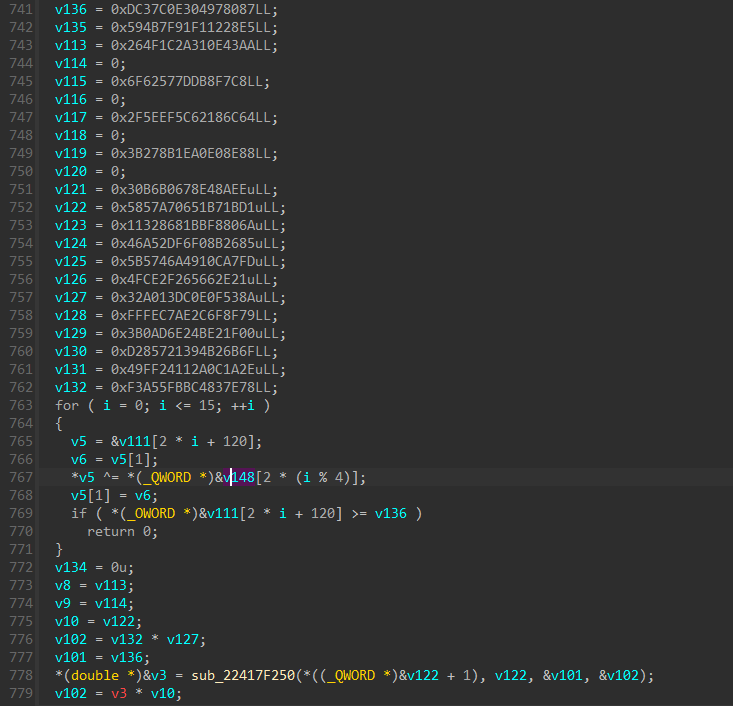 741 v136 = 0xDC37C0E304978087LL;
742 v135 = 0x594B7F91F11228E5LL;
743 v113 = 0x264F1C2A310E43AALL;
744 v114 = 0;
745 v115 = 0x6F62577DDB8F7C8LL;
746 v116 = 0;
747 v117 = 0x2F5EEF5C62186C64LL;
748 v118 = 0;
749 v119 = 0x3B278B1EA0E08E88LL;
750 v120 = 0;
751 v121 = 0x30B6B0678E48AEEuLL;
752 v122 = 0x5857A70651B71BD1uLL;
753 v123 = 0x11328681BBF8806AuLL;
754 v124 = 0x46A52DF6F08B2685uLL;
755 v125 = 0x5B5746A4910CA7FDuLL;
756 v126 = 0x4FCE2F265662E21uLL;
757 v127 = 0x32A013DC0E0F538AuLL;
758 v128 = 0xFFFEC7AE2C6F8F79LL;
759 v129 = 0x3B0AD6E24BE21F00uLL;
760 v130 = 0xD285721394B26B6FLL;
761 v131 = 0x49FF24112A0C1A2EuLL;
762 v132 = 0xF3A55FBBC4837E78LL;
763 for ( i = 0; i <= 15; ++i )
764 {
765 v5 = &v111[2 * i + 120];
766 v6 = v5[1];
767 *v5 ^= *(_QWORD *)&v148[2 * (i % 4)];
768 v5[1] = v6;
769 if ( *(_OWORD *)&v111[2 * i + 120] >= v136 )
770 return 0;
771 }
772 v134 = 0u;
773 v8 = v113;
774 v9 = v114;
775 v10 = v122;
776 v102 = v132 * v127;
777 v101 = v136;
778 *(double *)&v3 = sub_22417F250(*((_QWORD *)&v122 + 1), v122, &v101, &v102);
779 v102 = v3 * v10;